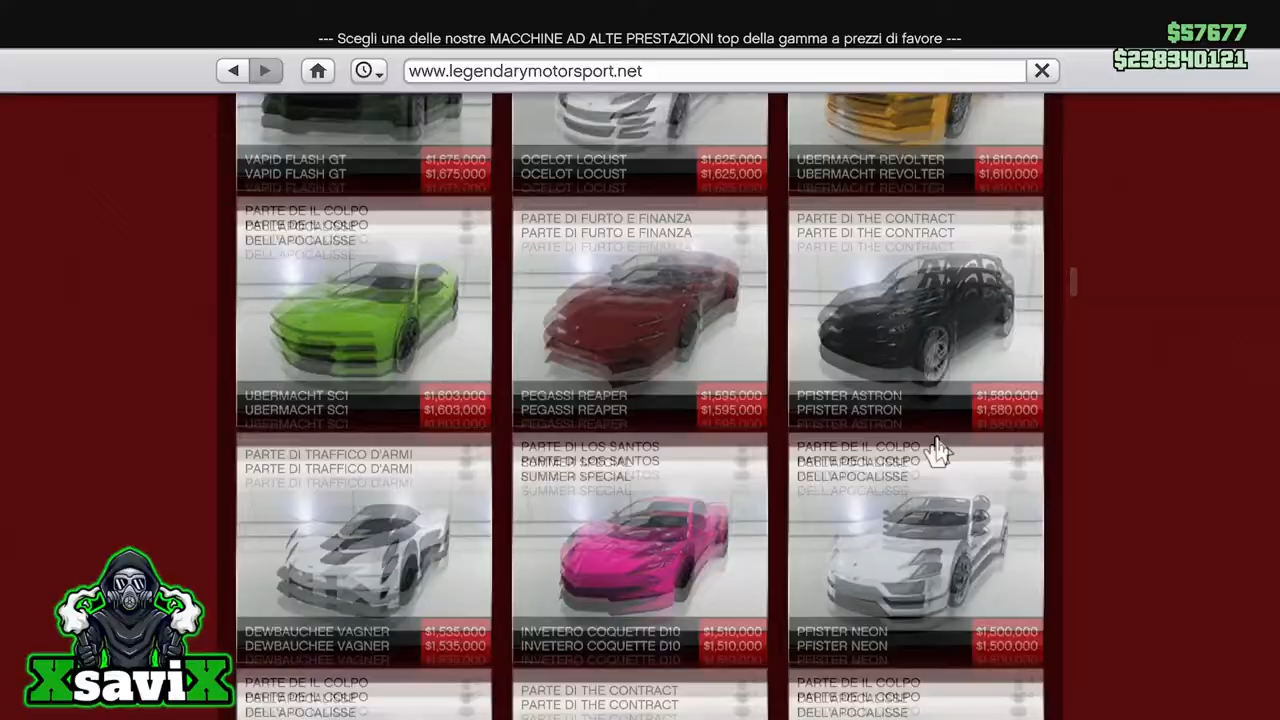 --- Scegli una delle nostre MACCHINE AD ALTE PRESTAZIONI top della gamma a prezzi di favore ---
$57677
$238340121
www.legendarymotorsport.net
VAPID FLASH GT $1,675,000
OCELOT LOCUST $1,625,000
UBERMACHT REVOLTER $1,610,000
PARTE DE IL COLPO
DELL'APOCALISSE
PARTE DI FURTO E FINANZA
PARTE DI THE CONTRACT
UBERMACHT SC1 $1,603,000
PEGASSI REAPER $1,595,000
PFISTER ASTRON $1,580,000
PARTE DI TRAFFICO D'ARMI
PARTE DI LOS SANTOS
SUMMER SPECIAL
PARTE DE IL COLPO
DELL'APOCALISSE
DEWBAUCHEE VAGNER $1,535,000
INVETERO COQUETTE D10 $1,510,000
PFISTER NEON $1,500,000
PARTE DE IL COLPO
DELL'APOCALISSE
PARTE DI THE CONTRACT
PARTE DE IL COLPO
DELL'APOCALISSE
XsaviX